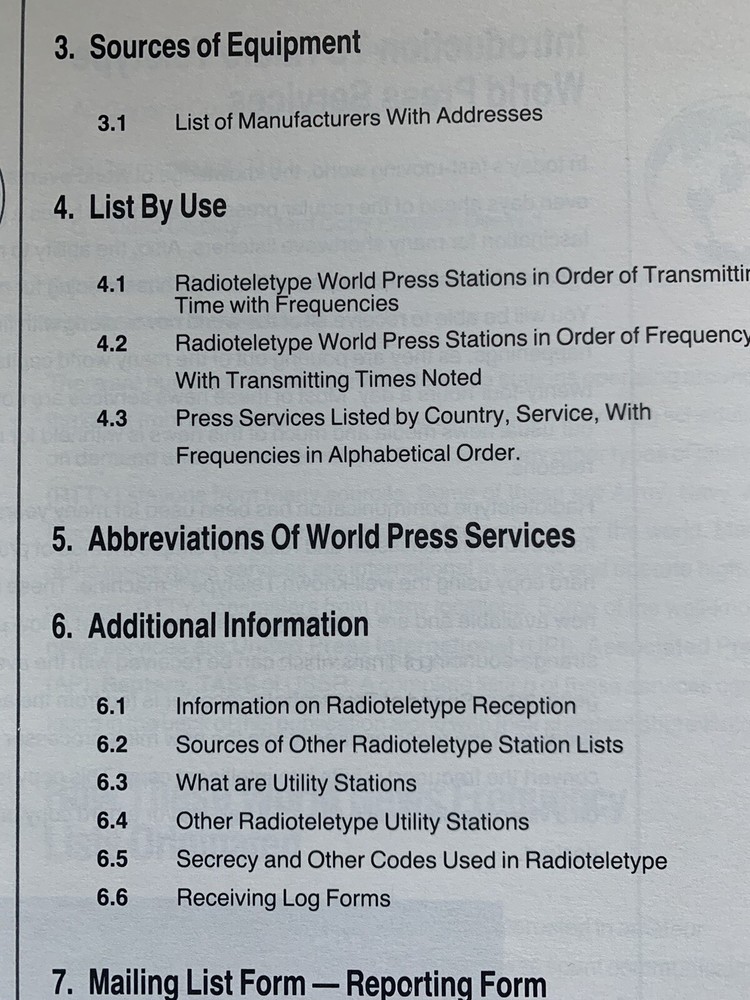 3. Sources of Equipment
3.1 List of Manufacturers With Addresses
4. List By Use
4.1 Radioteletype World Press Stations in Order of Transmittin
Time with Frequencies
4.2 Radioteletype World Press Stations in Order of Frequency
With Transmitting Times Noted
4.3 Press Services Listed by Country, Service, With
Frequencies in Alphabetical Order.
5. Abbreviations Of World Press Services
6. Additional Information
6.1 Information on Radioteletype Reception
6.2 Sources of Other Radioteletype Station Lists
6.3 What are Utility Stations
6.4 Other Radioteletype Utility Stations
6.5 Secrecy and Other Codes Used in Radioteletype
6.6 Receiving Log Forms
7. Mailing List Form — Reporting Form